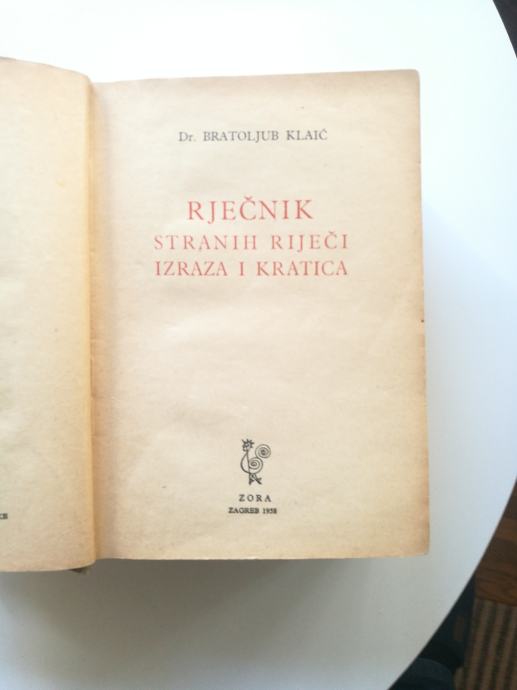 Dr. BRATOLJUB KLAIĆ
RJEČNIK
STRANIH RIJEČI
IZRAZA I KRATICA
ZORA
ZAGREB 1958